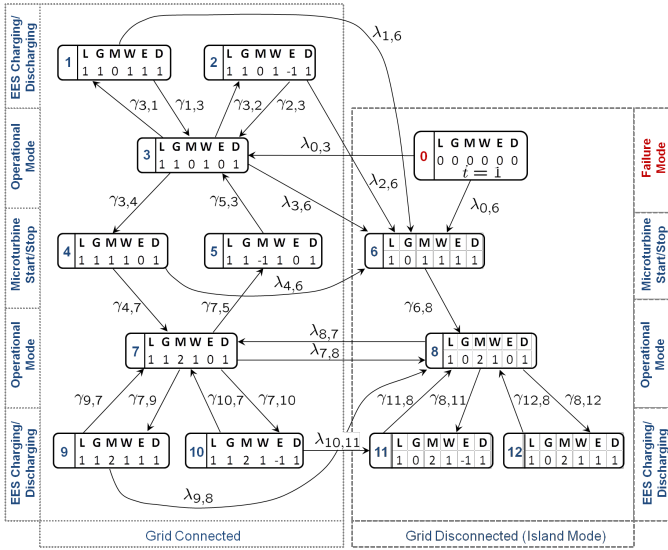 EES Charging/
Discharging
Operational
Mode
Microturbine
Start/Stop
Operational
Mode
EES Charging/
Discharging
1
L G M W E D
1 1 0 1 1 1
2
L G M W E D
1 1 0 1 -1 1
λ1,6
γ3,1
γ1,3
γ3,2
γ2,3
3
L G M W E D
1 1 0 1 0 1
λ0,3
0
L G M W E D
0 0 0 0 0 0
t = 1
λ2,6
γ3,4
γ5,3
λ3,6
λ0,6
4
L G M W E D
1 1 1 1 0 1
5
L G M W E D
1 1 -1 1 0 1
6
L G M W E D
1 0 1 1 1 1
λ4,6
γ4,7
γ7,5
γ6,8
7
L G M W E D
1 1 2 1 0 1
λ8,7
λ7,8
8
L G M W E D
1 0 2 1 0 1
γ9,7
γ7,9
γ10,7
γ7,10
γ11,8
γ8,11
γ12,8
γ8,12
9
L G M W E D
1 1 2 1 1 1
10
L G M W E D
1 1 2 1 -1 1
λ10,11
11
L G M W E D
1 0 2 1 -1 1
12
L G M W E D
1 0 2 1 1 1
λ9,8
Failure
Mode
Microturbine
Start/Stop
Operational
Mode
EES Charging/
Discharging
Grid Connected
Grid Disconnected (Island Mode)